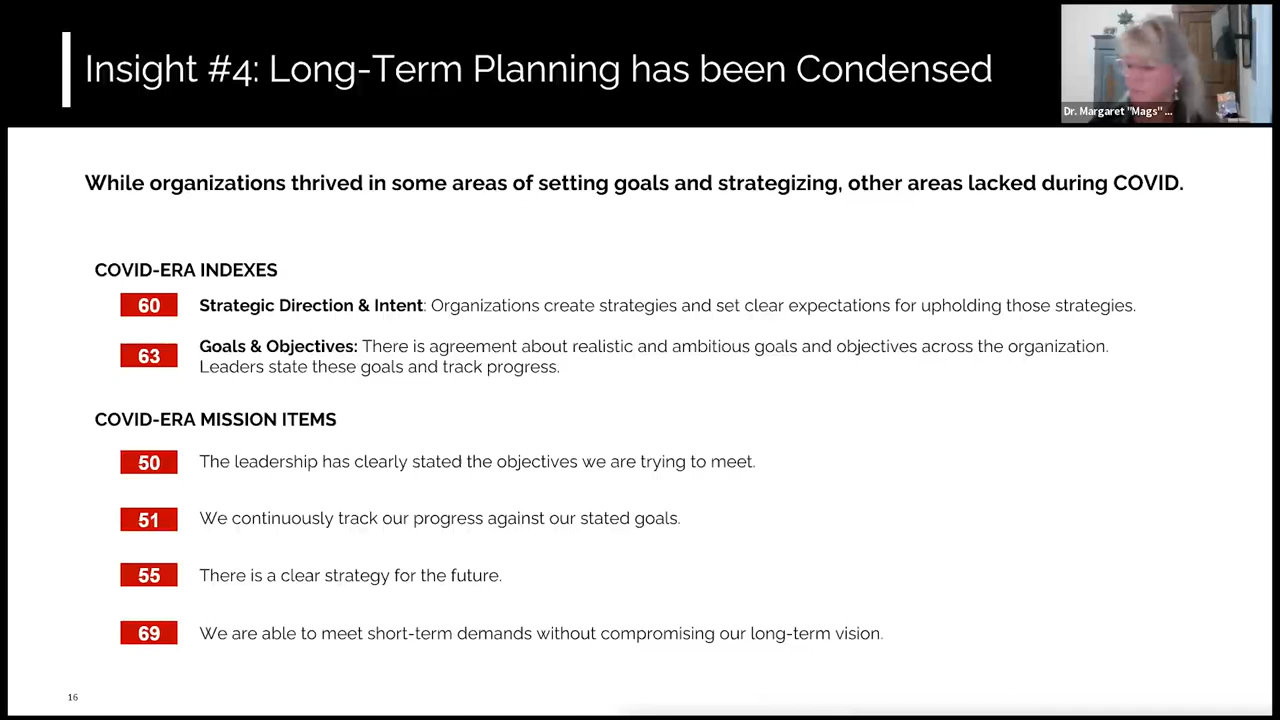 Insight #4: Long-Term Planning has been Condensed
Dr. Margaret "Mags" ...
While organizations thrived in some areas of setting goals and strategizing, other areas lacked during COVID.
COVID-ERA INDEXES
60 Strategic Direction & Intent: Organizations create strategies and set clear expectations for upholding those strategies.
63 Goals & Objectives: There is agreement about realistic and ambitious goals and objectives across the organization.
Leaders state these goals and track progress.
COVID-ERA MISSION ITEMS
50 The leadership has clearly stated the objectives we are trying to meet.
51 We continuously track our progress against our stated goals.
55 There is a clear strategy for the future.
69 We are able to meet short-term demands without compromising our long-term vision.
16